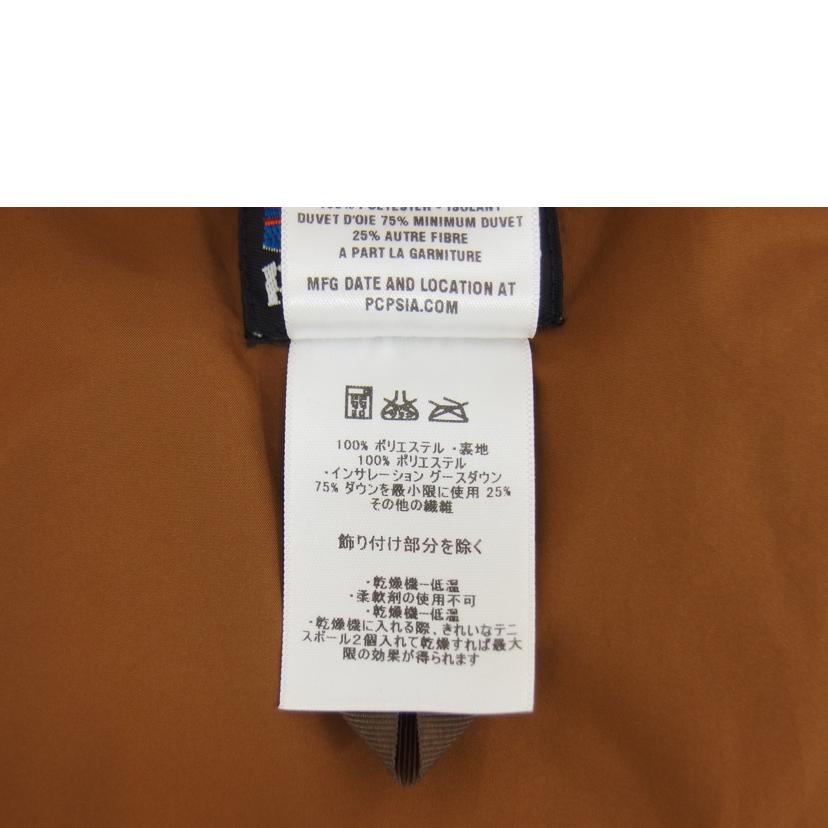 100% POLYESTER - ISOLANT
DUVET D'OIE 75% MINIMUM DUVET
25% AUTRE FIBRE
A PART LA GARNITURE
MFG DATE AND LOCATION AT
PCPSIA.COM
100% ポリエステル ・裏地
100% ポリエステル
・インサレーション グースダウン
75% ダウンを最小限に使用 25%
その他の繊維
飾り付け部分を除く
・乾燥機ー低温
・柔軟剤の使用不可
・乾燥機ー低温
・乾燥機に入れる際、きれいなテニ
スボール2個入れて乾燥すれば最大
限の効果が得られます